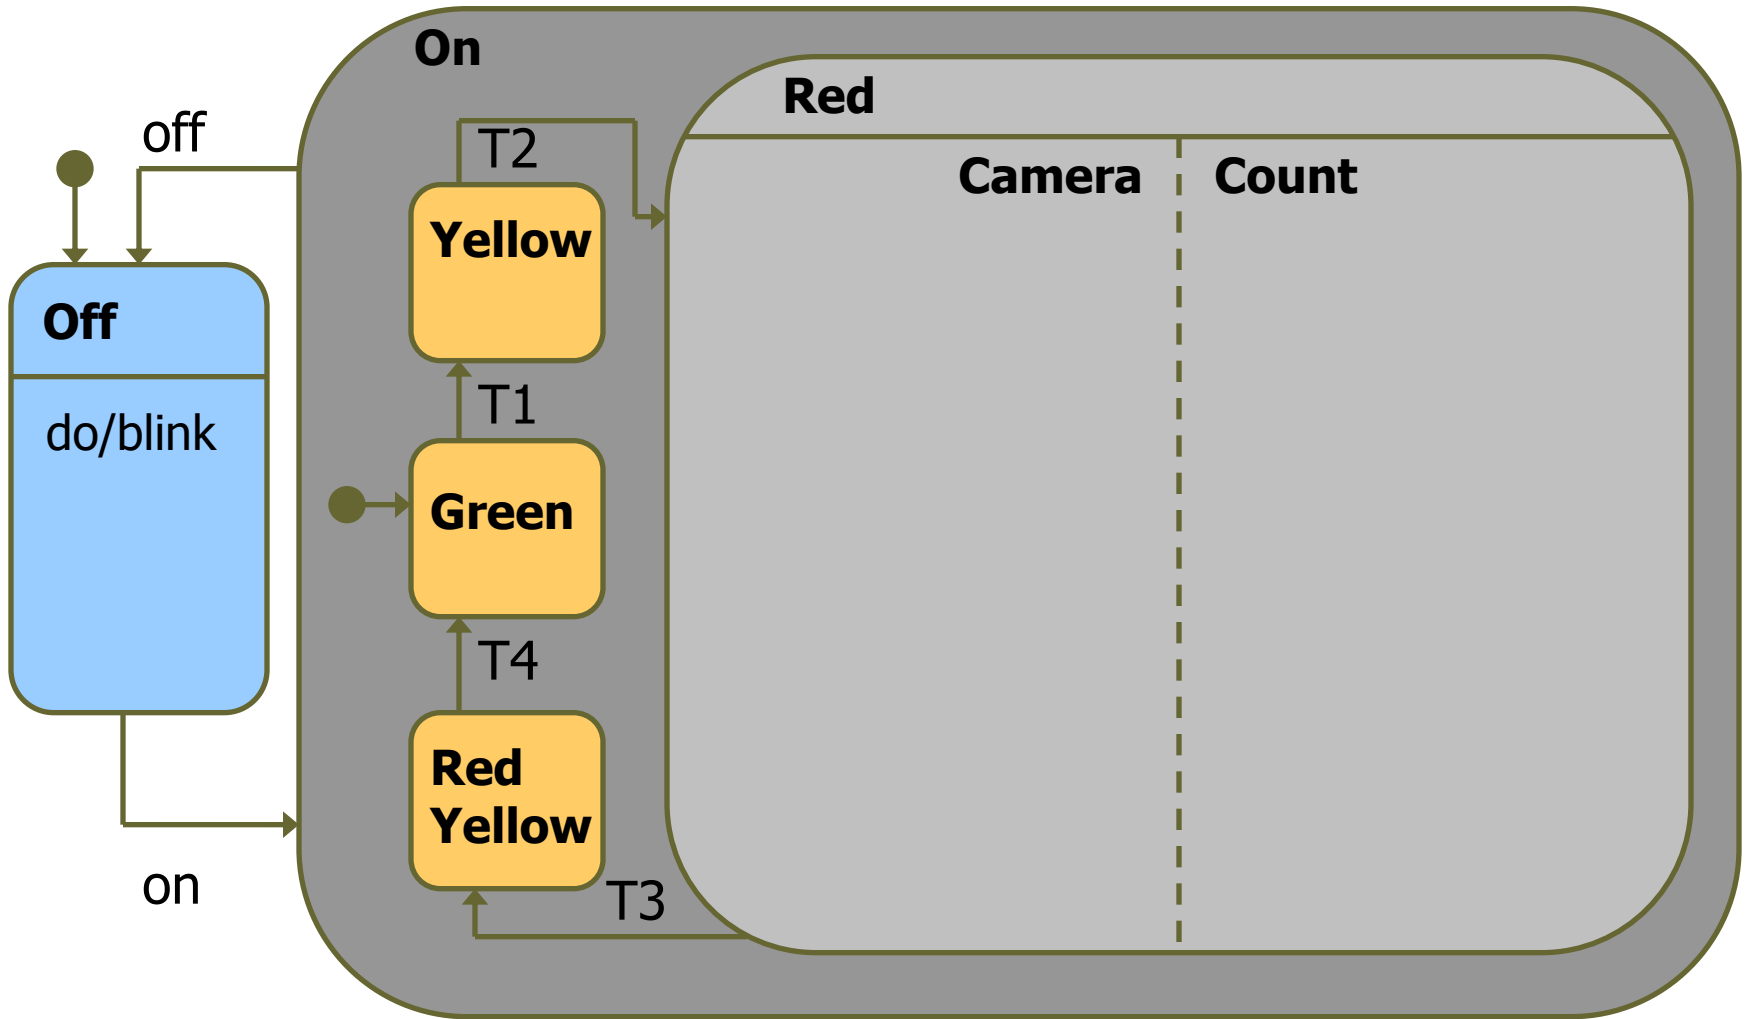 On
Red
off
T2
Camera
Count
Yellow
Off
T1
do/blink
Green
T4
Red
Yellow
on
T3